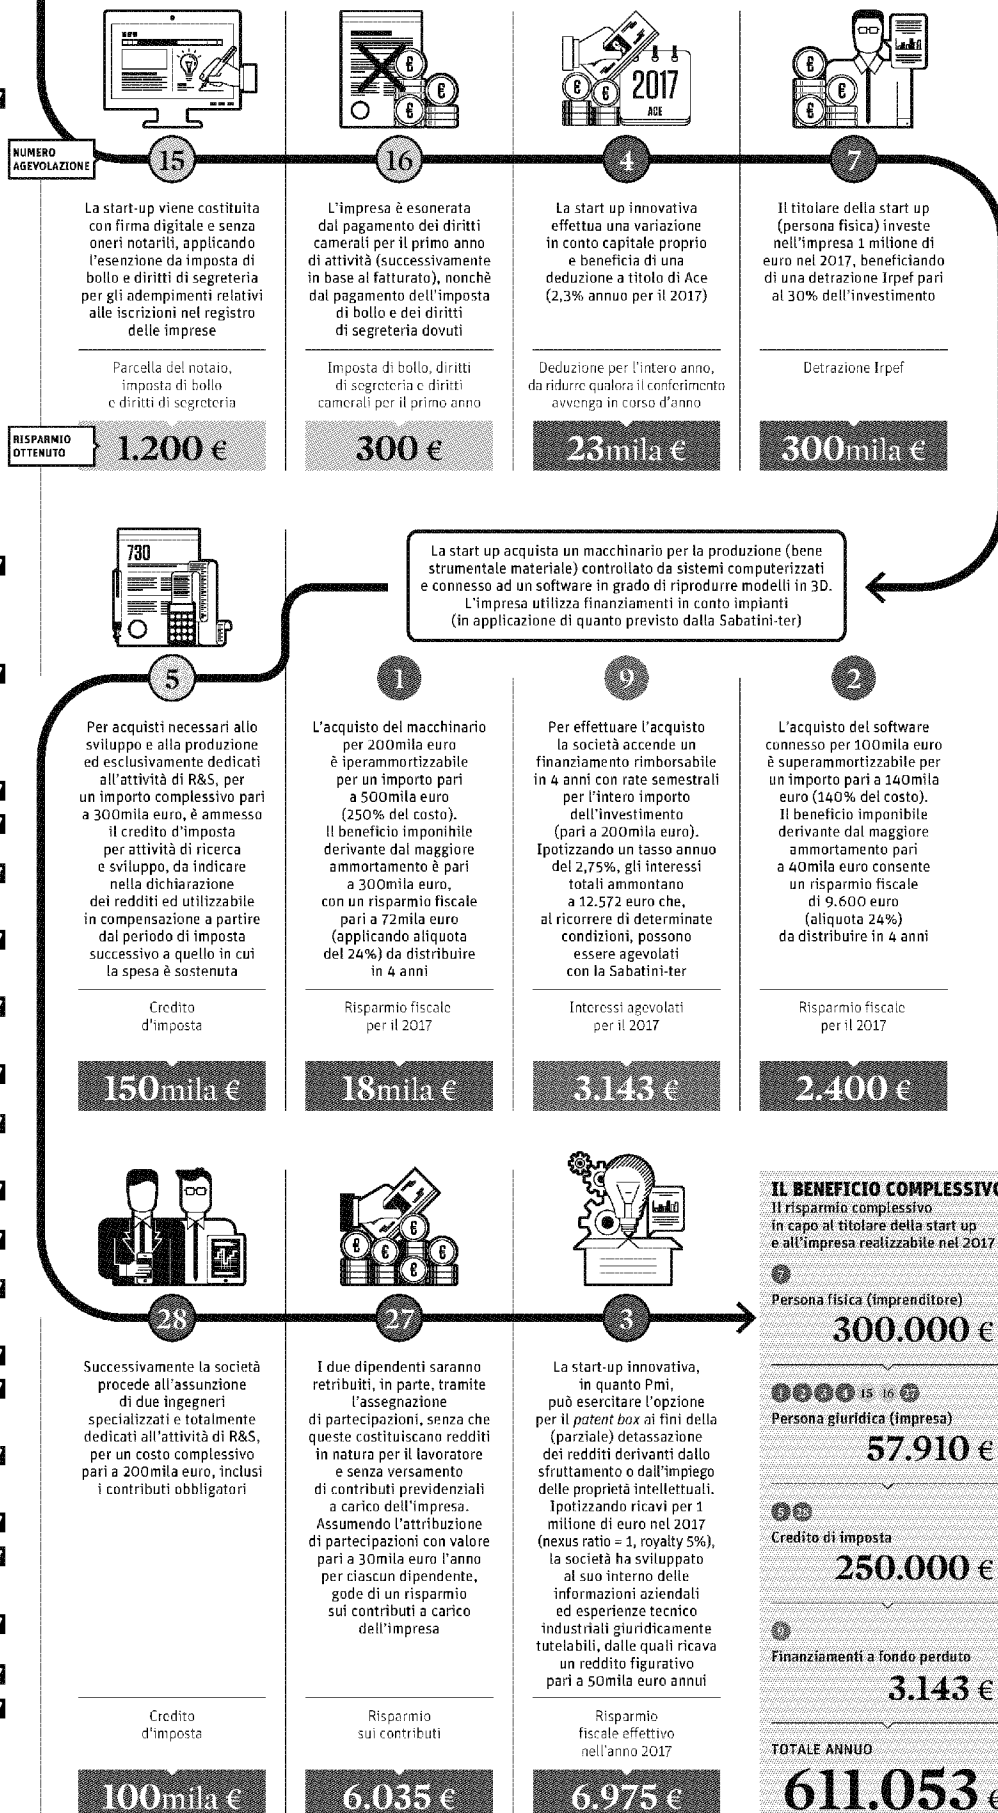 NUMERO
AGEVOLAZIONE
2017
ACE
15
La start-up viene costituita
con firma digitale e senza
oneri notarili, applicando
l'esenzione da imposta di
bollo e diritti di segreteria
per gli adempimenti relativi
alle iscrizioni nel registro
delle imprese
Parcella del notaio,
imposta di bollo
e diritti di segreteria
RISPARMIO
OTTENUTO
1.200 €
16
L'impresa è esonerata
dal pagamento dei diritti
camerali per il primo anno
di attività (successivamente
in base al fatturato), nonchè
dal pagamento dell'imposta
di bollo e dei diritti
di segreteria dovuti
Imposta di bollo, diritti
di segreteria e diritti
camerali per il primo anno
300 €
4
La start up innovativa
effettua una variazione
in conto capitale proprio
e beneficia di una
deduzione a titolo di Ace
(2,3% annuo per il 2017)
Deduzione per l'intero anno,
da ridurre qualora il conferimento
avvenga in corso d'anno
23mila €
7
Il titolare della start up
(persona fisica) investe
nell'impresa 1 milione di
euro nel 2017, beneficiando
di una detrazione Irpef pari
al 30% dell'investimento
Detrazione Irpef
300mila €
La start up acquista un macchinario per la produzione (bene
strumentale materiale) controllato da sistemi computerizzati
e connesso ad un software in grado di riprodurre modelli in 3D.
L'impresa utilizza finanziamenti in conto impianti
(in applicazione di quanto previsto dalla Sabatini-ter)
730
5
Per acquisti necessari allo
sviluppo e alla produzione
ed esclusivamente dedicati
all'attività di R&S, per
un importo complessivo pari
a 300mila euro, è ammesso
il credito d'imposta
per attività di ricerca
e sviluppo, da indicare
nella dichiarazione
dei redditi ed utilizzabile
in compensazione a partire
dal periodo di imposta
successivo a quello in cui
la spesa è sostenuta
Credito
d'imposta
150mila €
1
L'acquisto del macchinario
per 200mila euro
è iperammortizzabile
per un importo pari
a 500mila euro
(250% del costo).
Il beneficio imponibile
derivante dal maggiore
ammortamento è pari
a 300mila euro,
con un risparmio fiscale
pari a 72mila euro
(applicando aliquota
del 24%) da distribuire
in 4 anni
Risparmio fiscale
per il 2017
18mila €
9
Per effettuare l'acquisto
la società accende un
finanziamento rimborsabile
in 4 anni con rate semestrali
per l'intero importo
dell'investimento
(pari a 200mila euro).
Ipotizzando un tasso annuo
del 2,75%, gli interessi
totali ammontano
a 12.572 euro che,
al ricorrere di determinate
condizioni, possono
essere agevolati
con la Sabatini-ter
Interessi agevolati
per il 2017
3.143 €
2
L'acquisto del software
connesso per 100mila euro
è superammortizzabile per
un importo pari a 140mila
euro (140% del costo).
Il beneficio imponibile
derivante dal maggiore
ammortamento pari
a 40mila euro consente
un risparmio fiscale
di 9.600 euro
(aliquota 24%)
da distribuire in 4 anni
Risparmio fiscale
per il 2017
2.400 €
28
Successivamente la società
procede all'assunzione
di due ingegneri
specializzati e totalmente
dedicati all'attività di R&S,
per un costo complessivo
pari a 200mila euro, inclusi
i contributi obbligatori
Credito
d'imposta
100mila €
27
I due dipendenti saranno
retribuiti, in parte, tramite
l'assegnazione
di partecipazioni, senza che
queste costituiscano redditi
in natura per il lavoratore
e senza versamento
di contributi previdenziali
a carico dell'impresa.
Assumendo l'attribuzione
di partecipazioni con valore
pari a 30mila euro l'anno
per ciascun dipendente,
gode di un risparmio
sui contributi a carico
dell'impresa
Risparmio
sui contributi
6.035 €
3
La start-up innovativa,
in quanto Pmi,
può esercitare l'opzione
per il patent box ai fini della
(parziale) detassazione
dei redditi derivanti dallo
sfruttamento o dall'impiego
delle proprietà intellettuali.
Ipotizzando ricavi per 1
milione di euro nel 2017
(nexus ratio = 1, royalty 5%),
la società ha sviluppato
al suo interno delle
informazioni aziendali
ed esperienze tecnico
industriali giuridicamente
tutelabili, dalle quali ricava
un reddito figurativo
pari a 50mila euro annui
Risparmio
fiscale effettivo
nell'anno 2017
6.975 €
IL BENEFICIO COMPLESSIVO
Il risparmio complessivo
in capo al titolare della start up
e all'impresa realizzabile nel 2017
7
Persona fisica (imprenditore)
300.000 €
1 2 3 4 15 16 27
Persona giuridica (impresa)
57.910 €
5 28
Credito di imposta
250.000 €
9
Finanziamenti a fondo perduto
3.143 €
TOTALE ANNUO
611.053 €